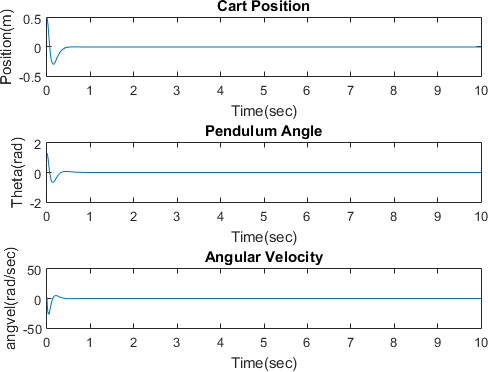 Cart Position
Position(m)
0.5
0
-0.5
0 1 2 3 4 5 6 7 8 9 10
Time(sec)
Pendulum Angle
Theta(rad)
2
0
-2
0 1 2 3 4 5 6 7 8 9 10
Time(sec)
Angular Velocity
angvel(rad/sec)
50
0
-50
0 1 2 3 4 5 6 7 8 9 10
Time(sec)